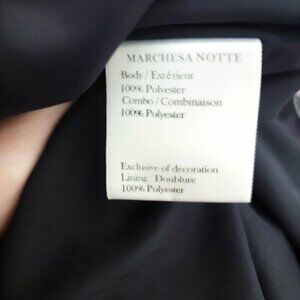 MARCHESA NOTTE
Body / Extérieur
100% Polyester
Combo / Combinaison
100% Polyester
Exclusive of decoration
Lining / Doublure
100% Polyester